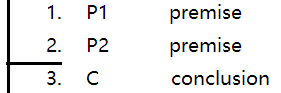 1. P1 premise
2. P2 premise
3. C conclusion